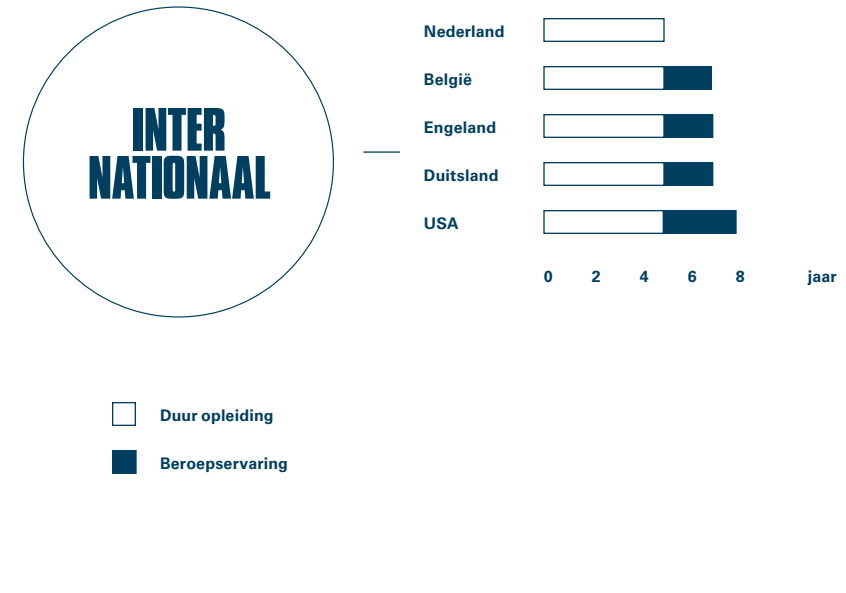 INTER
NATIONAAL
Nederland
België
Engeland
Duitsland
USA
0 2 4 6 8 jaar
Duur opleiding
Beroepservaring